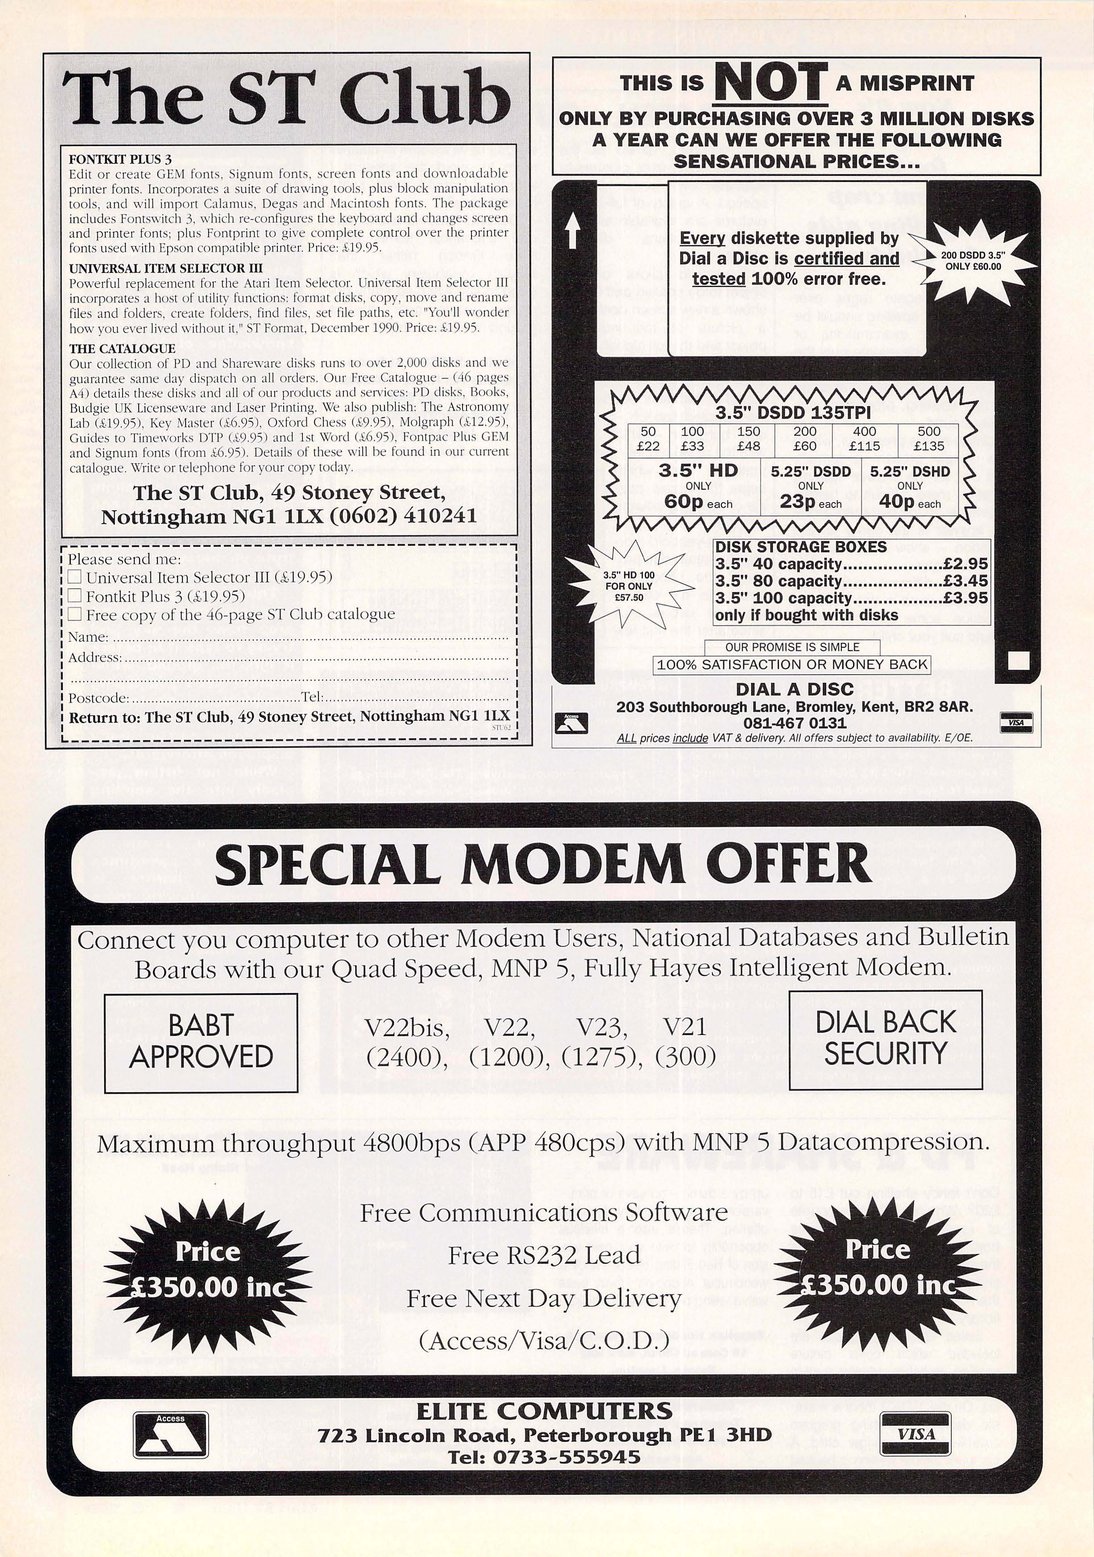 The ST Club
FONTKIT PLUS 3
Edit or create GEM fonts, Signum fonts, screen fonts and downloadable
printer fonts. Incorporates a suite of drawing tools, plus block manipulation
tools, and will import Calamus, Degas and Macintosh fonts. The package
includes Fontswitch 3, which re-configures the keyboard and changes screen
and printer fonts; plus Fontprint to give complete control over the printer
fonts used with Epson compatible printer. Price: £19.95.
UNIVERSAL ITEM SELECTOR III
Powerful replacement for the Atari Item Selector. Universal Item Selector III
incorporates a host of utility functions: format disks, copy, move and rename
files and folders, create folders, find files, set file paths, etc. "You'll wonder
how you ever lived without it," ST Format, December 1990. Price: £19.95.
THE CATALOGUE
Our collection of PD and Shareware disks runs to over 2,000 disks and we
guarantee same day dispatch on all orders. Our Free Catalogue – (46 pages
A4) details these disks and all of our products and services: PD disks, Books,
Budgie UK Licenseware and Laser Printing. We also publish: The Astronomy
Lab (£19.95), Key Master (£6.95), Oxford Chess (£9.95), Molgraph (£12.95),
Guides to Timeworks DTP (£9.95) and 1st Word (£6.95), Fontpac Plus GEM
and Signum fonts (from £6.95). Details of these will be found in our current
catalogue. Write or telephone for your copy today.
The ST Club, 49 Stoney Street,
Nottingham NG1 1LX (0602) 410241
Please send me:
Universal Item Selector III (£19.95)
Fontkit Plus 3 (£19.95)
Free copy of the 46-page ST Club catalogue
Name:
Address:
Postcode: Tel:
Return to: The ST Club, 49 Stoney Street, Nottingham NG1 1LX
STU62
THIS IS NOT A MISPRINT
ONLY BY PURCHASING OVER 3 MILLION DISKS
A YEAR CAN WE OFFER THE FOLLOWING
SENSATIONAL PRICES...
Every diskette supplied by
Dial a Disc is certified and
tested 100% error free.
200 DSDD 3.5"
ONLY £60.00
3.5" DSDD 135TPI
50 100 150 200 400 500
£22 £33 £48 £60 £115 £135
3.5" HD 5.25" DSDD 5.25" DSHD
ONLY ONLY ONLY
60p each 23p each 40p each
3.5" HD 100
FOR ONLY
£57.50
DISK STORAGE BOXES
3.5" 40 capacity....................£2.95
3.5" 80 capacity....................£3.45
3.5" 100 capacity..................£3.95
only if bought with disks
OUR PROMISE IS SIMPLE
100% SATISFACTION OR MONEY BACK
DIAL A DISC
203 Southborough Lane, Bromley, Kent, BR2 8AR.
081-467 0131
ALL prices include VAT & delivery. All offers subject to availability. E/OE.
Access
VISA
SPECIAL MODEM OFFER
Connect you computer to other Modem Users, National Databases and Bulletin
Boards with our Quad Speed, MNP 5, Fully Hayes Intelligent Modem.
BABT
APPROVED
V22bis, V22, V23, V21
(2400), (1200), (1275), (300)
DIAL BACK
SECURITY
Maximum throughput 4800bps (APP 480cps) with MNP 5 Datacompression.
Price
£350.00 inc
Free Communications Software
Free RS232 Lead
Free Next Day Delivery
(Access/Visa/C.O.D.)
Price
£350.00 inc
Access
ELITE COMPUTERS
723 Lincoln Road, Peterborough PE1 3HD
Tel: 0733-555945
VISA